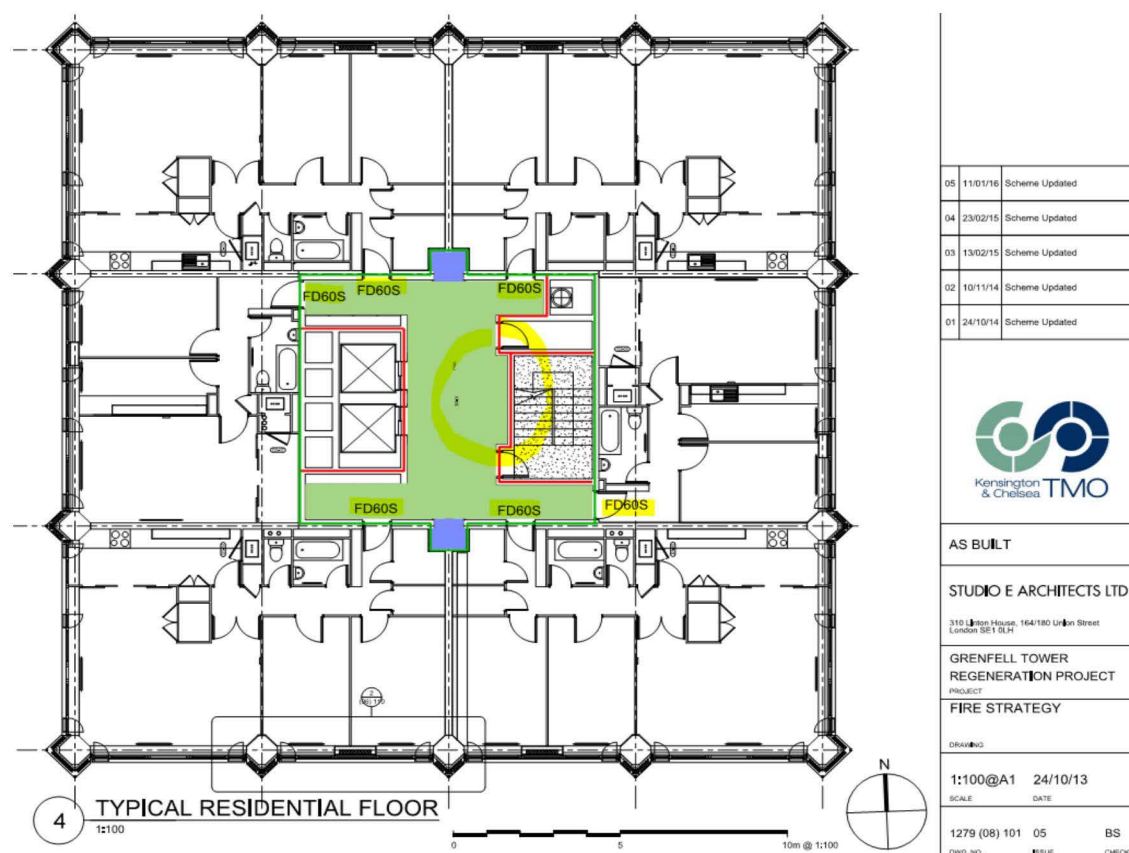 FD60S
FD60S
FD60S
FD60S
FD60S
FD60S
2
4
TYPICAL RESIDENTIAL FLOOR
1:100
0
5
10m @ 1:100
N
05 11/01/16 Scheme Updated
04 23/02/15 Scheme Updated
03 13/02/15 Scheme Updated
02 10/11/14 Scheme Updated
01 24/10/14 Scheme Updated
Kensington
& Chelsea TMO
AS BUILT
STUDIO E ARCHITECTS LTD
310 Linton House, 164/180 Union Street
London SE1 0LH
GRENFELL TOWER
REGENERATION PROJECT
PROJECT
FIRE STRATEGY
DRAWING
1:100@A1 24/10/13
SCALE DATE
1279 (08) 101 05 BS